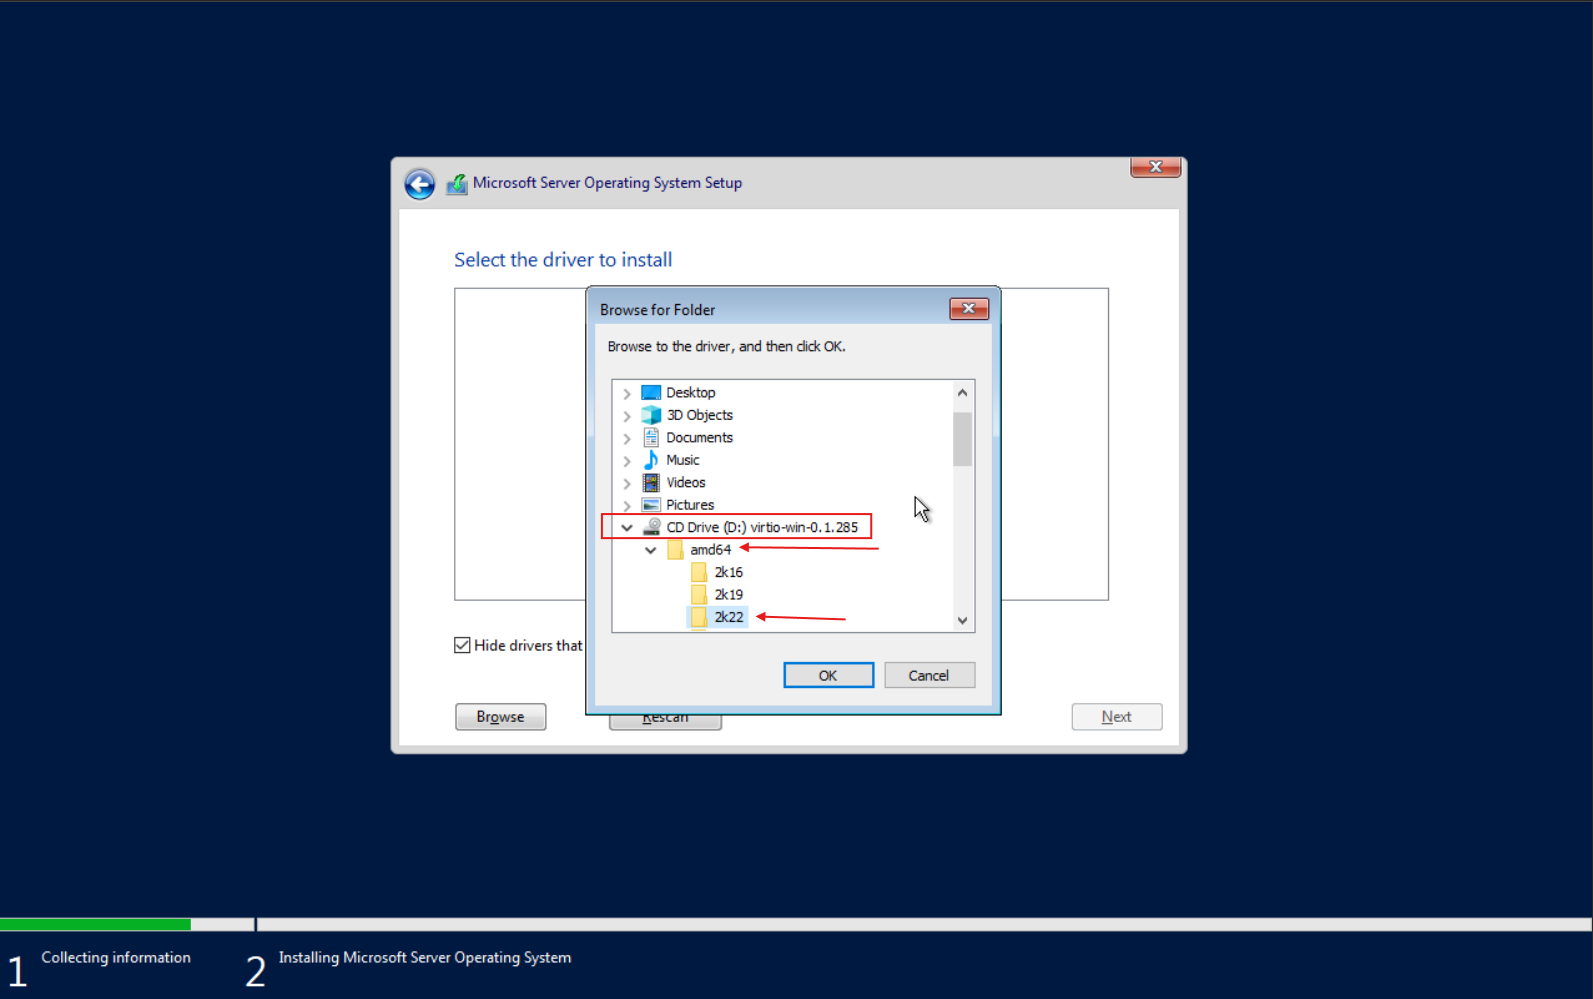 Microsoft Server Operating System Setup
Select the driver to install
Browse for Folder
Browse to the driver, and then click OK.
Desktop
3D Objects
Documents
Music
Videos
Pictures
CD Drive (D:) virtio-win-0.1.285
amd64
2k16
2k19
2k22
Hide drivers that
OK
Cancel
Browse
Rescan
Next
1 Collecting information
2 Installing Microsoft Server Operating System